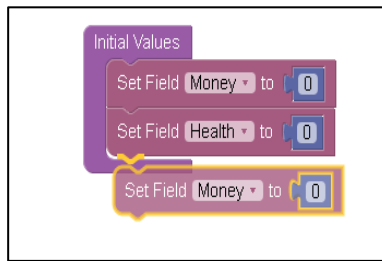 Initial Values
Set Field Money to 0
Set Field Health to 0
Set Field Money to 0